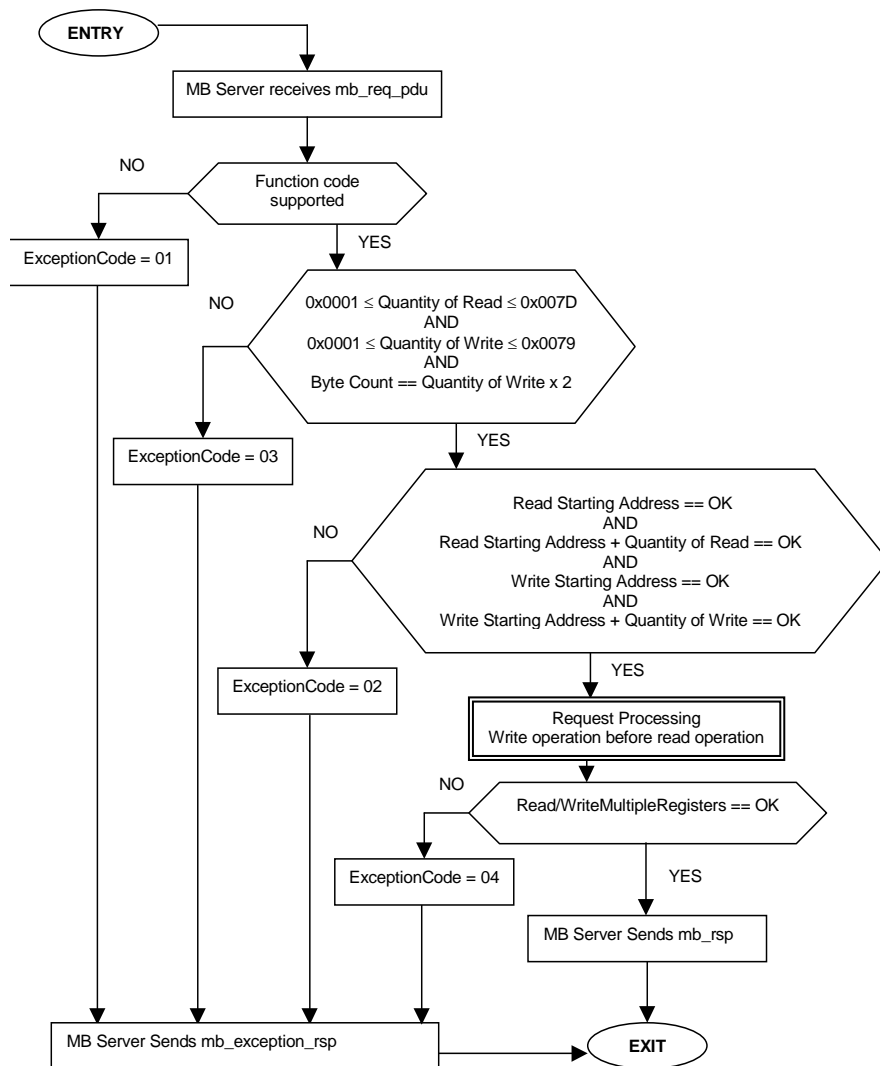 ENTRY
MB Server receives mb_req_pdu
NO
Function code
supported
YES
ExceptionCode = 01
NO
0x0001 ≤ Quantity of Read ≤ 0x007D
AND
0x0001 ≤ Quantity of Write ≤ 0x0079
AND
Byte Count == Quantity of Write x 2
YES
ExceptionCode = 03
NO
Read Starting Address == OK
AND
Read Starting Address + Quantity of Read == OK
AND
Write Starting Address == OK
AND
Write Starting Address + Quantity of Write == OK
YES
ExceptionCode = 02
Request Processing
Write operation before read operation
NO
Read/WriteMultipleRegisters == OK
YES
ExceptionCode = 04
MB Server Sends mb_rsp
MB Server Sends mb_exception_rsp
EXIT